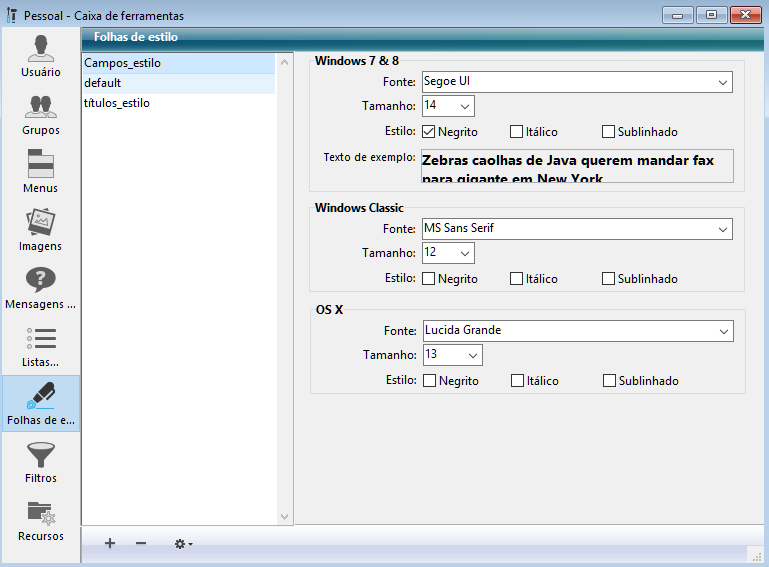 Pessoal - Caixa de ferramentas
Folhas de estilo
Usuário
Grupos
Menus
Imagens
Mensagens ...
Listas...
Folhas de e...
Filtros
Recursos
Campos_estilo
default
títulos_estilo
Windows 7 & 8
Fonte: Segoe UI
Tamanho: 14
Estilo: Negrito Itálico Sublinhado
Texto de exemplo: Zebras caolhas de Java querem mandar fax
para gigante em New York
Windows Classic
Fonte: MS Sans Serif
Tamanho: 12
Estilo: Negrito Itálico Sublinhado
OS X
Fonte: Lucida Grande
Tamanho: 13
Estilo: Negrito Itálico Sublinhado